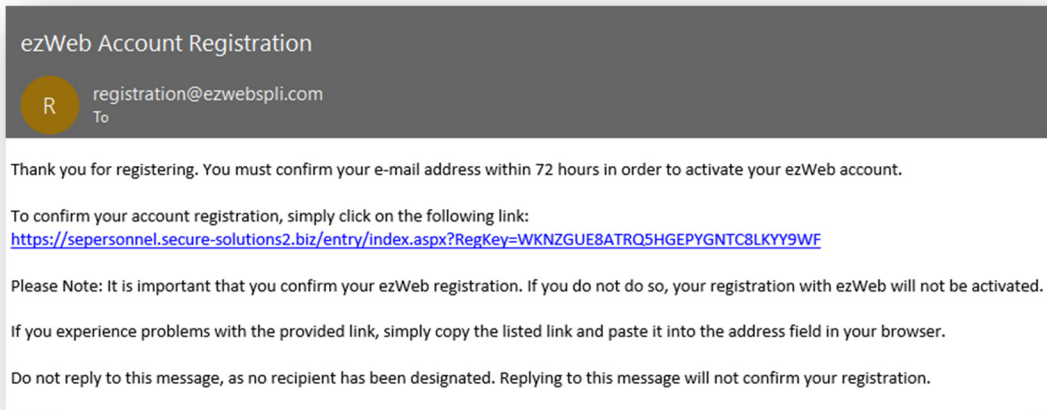 ezWeb Account Registration
R
registration@ezwebspli.com
To
Thank you for registering. You must confirm your e-mail address within 72 hours in order to activate your ezWeb account.
To confirm your account registration, simply click on the following link:
https://sepersonnel.secure-solutions2.biz/entry/index.aspx?RegKey=WKNZGUE8ATRQ5HGEPYGNTC8LKYY9WF
Please Note: It is important that you confirm your ezWeb registration. If you do not do so, your registration with ezWeb will not be activated.
If you experience problems with the provided link, simply copy the listed link and paste it into the address field in your browser.
Do not reply to this message, as no recipient has been designated. Replying to this message will not confirm your registration.